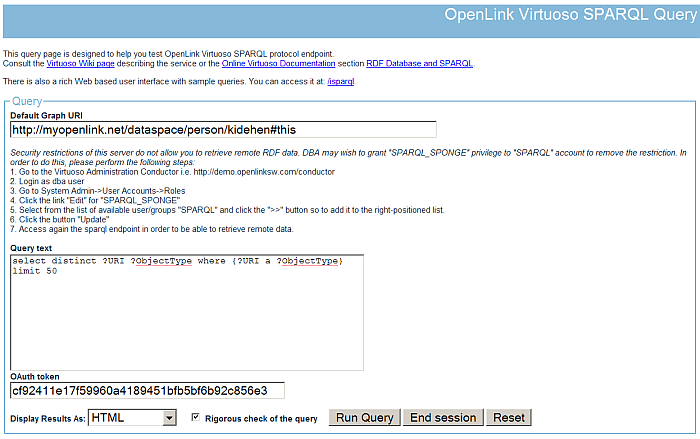 OpenLink Virtuoso SPARQL Query
This query page is designed to help you test OpenLink Virtuoso SPARQL protocol endpoint.
Consult the Virtuoso Wiki page describing the service or the Online Virtuoso Documentation section RDF Database and SPARQL.
There is also a rich Web based user interface with sample queries. You can access it at: /isparql.
Query
Default Graph URI
http://myopenlink.net/dataspace/person/kidehen#this
Security restrictions of this server do not allow you to retrieve remote RDF data. DBA may wish to grant "SPARQL_SPONGE" privilege to "SPARQL" account to remove the restriction. In
order to do this, please perform the following steps:
1. Go to the Virtuoso Administration Conductor i.e. http://demo.openlinksw.com/conductor
2. Login as dba user
3. Go to System Admin->User Accounts->Roles
4. Click the link "Edit" for "SPARQL_SPONGE"
5. Select from the list of available user/groups "SPARQL" and click the ">>" button so to add it to the right-positioned list.
6. Click the button "Update"
7. Access again the sparql endpoint in order to be able to retrieve remote data.
Query text
select distinct ?URI ?ObjectType where {?URI a ?ObjectType}
limit 50
OAuth token
cf92411e17f59960a4189451bfb5bf6b92c856e3
Display Results As: HTML Rigorous check of the query Run Query End session Reset